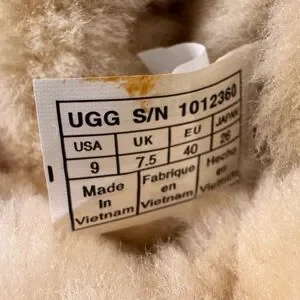 UGG S/N 1012360
USA UK EU JAPAN
9 7.5 40 26
Made Fabrique Hecho
In en en
Vietnam Vietnam Vietnam